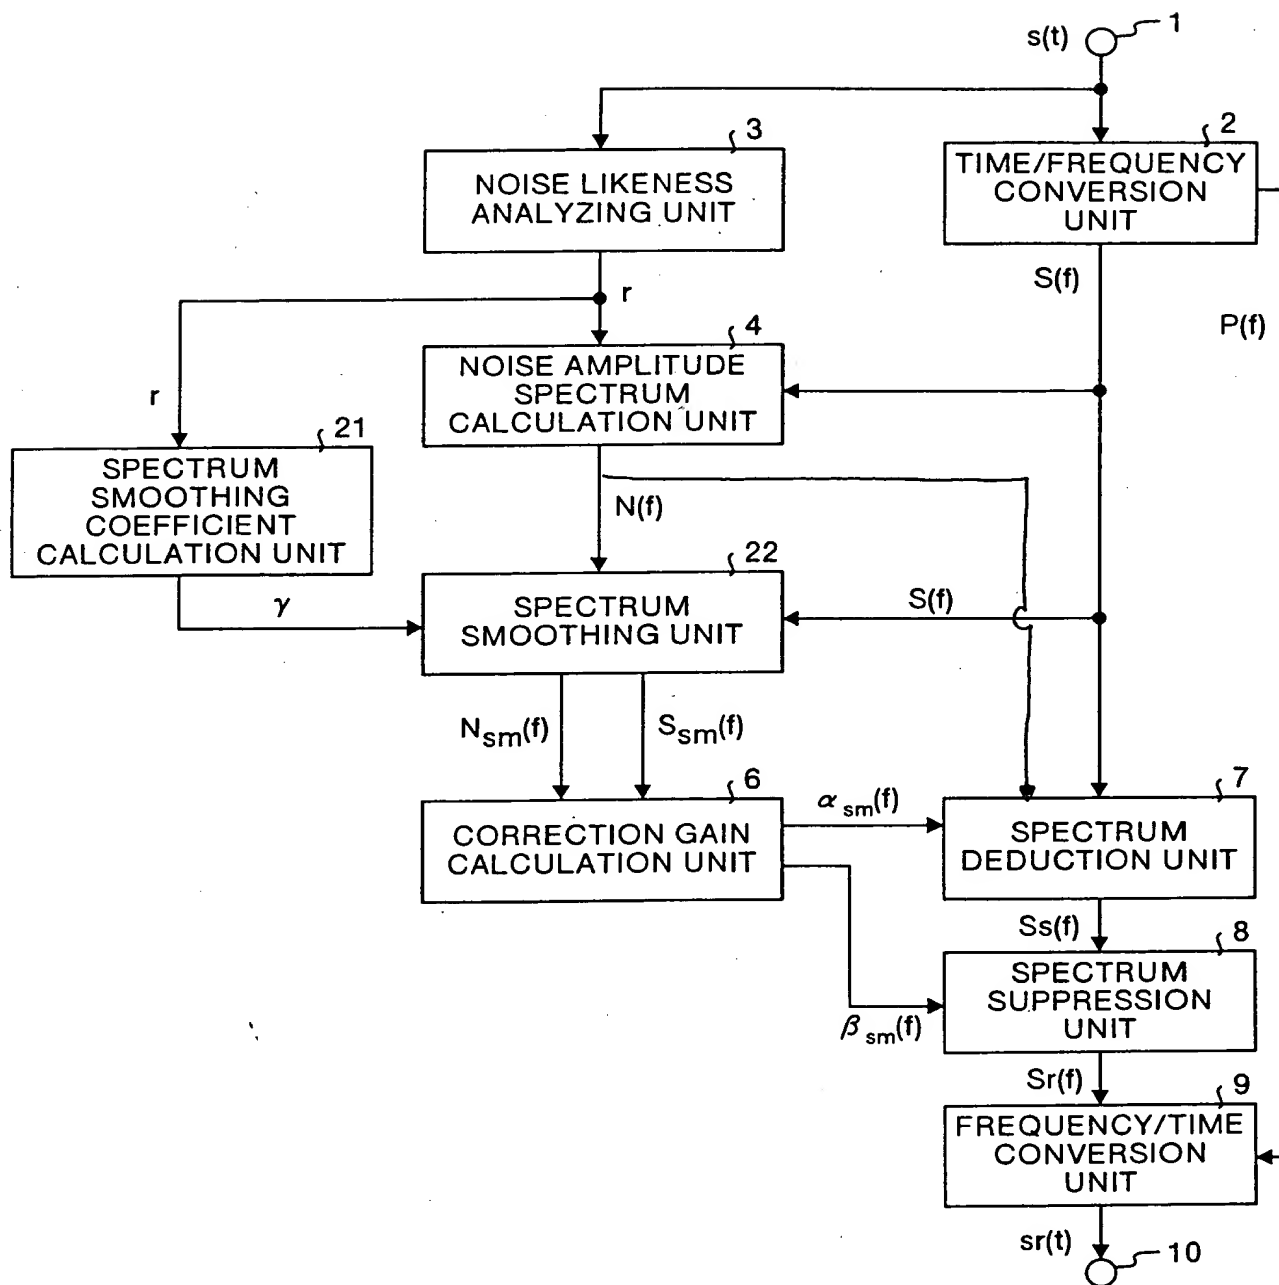 s(t)
1
3
NOISE LIKENESS
ANALYZING UNIT
2
TIME/FREQUENCY
CONVERSION
UNIT
S(f)
P(f)
r
r
4
NOISE AMPLITUDE
SPECTRUM
CALCULATION UNIT
21
SPECTRUM
SMOOTHING
COEFFICIENT
CALCULATION UNIT
N(f)
γ
22
SPECTRUM
SMOOTHING UNIT
S(f)
Nsm(f)
Ssm(f)
6
CORRECTION GAIN
CALCULATION UNIT
αsm(f)
βsm(f)
7
SPECTRUM
DEDUCTION UNIT
Ss(f)
8
SPECTRUM
SUPPRESSION
UNIT
Sr(f)
9
FREQUENCY/TIME
CONVERSION
UNIT
sr(t)
10